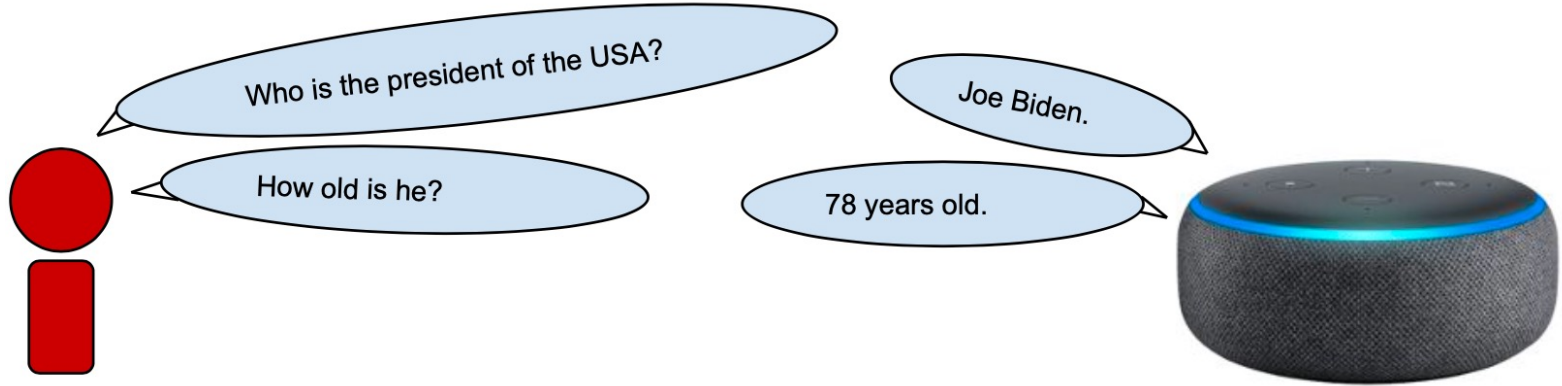 Who is the president of the USA?
Joe Biden.
How old is he?
78 years old.